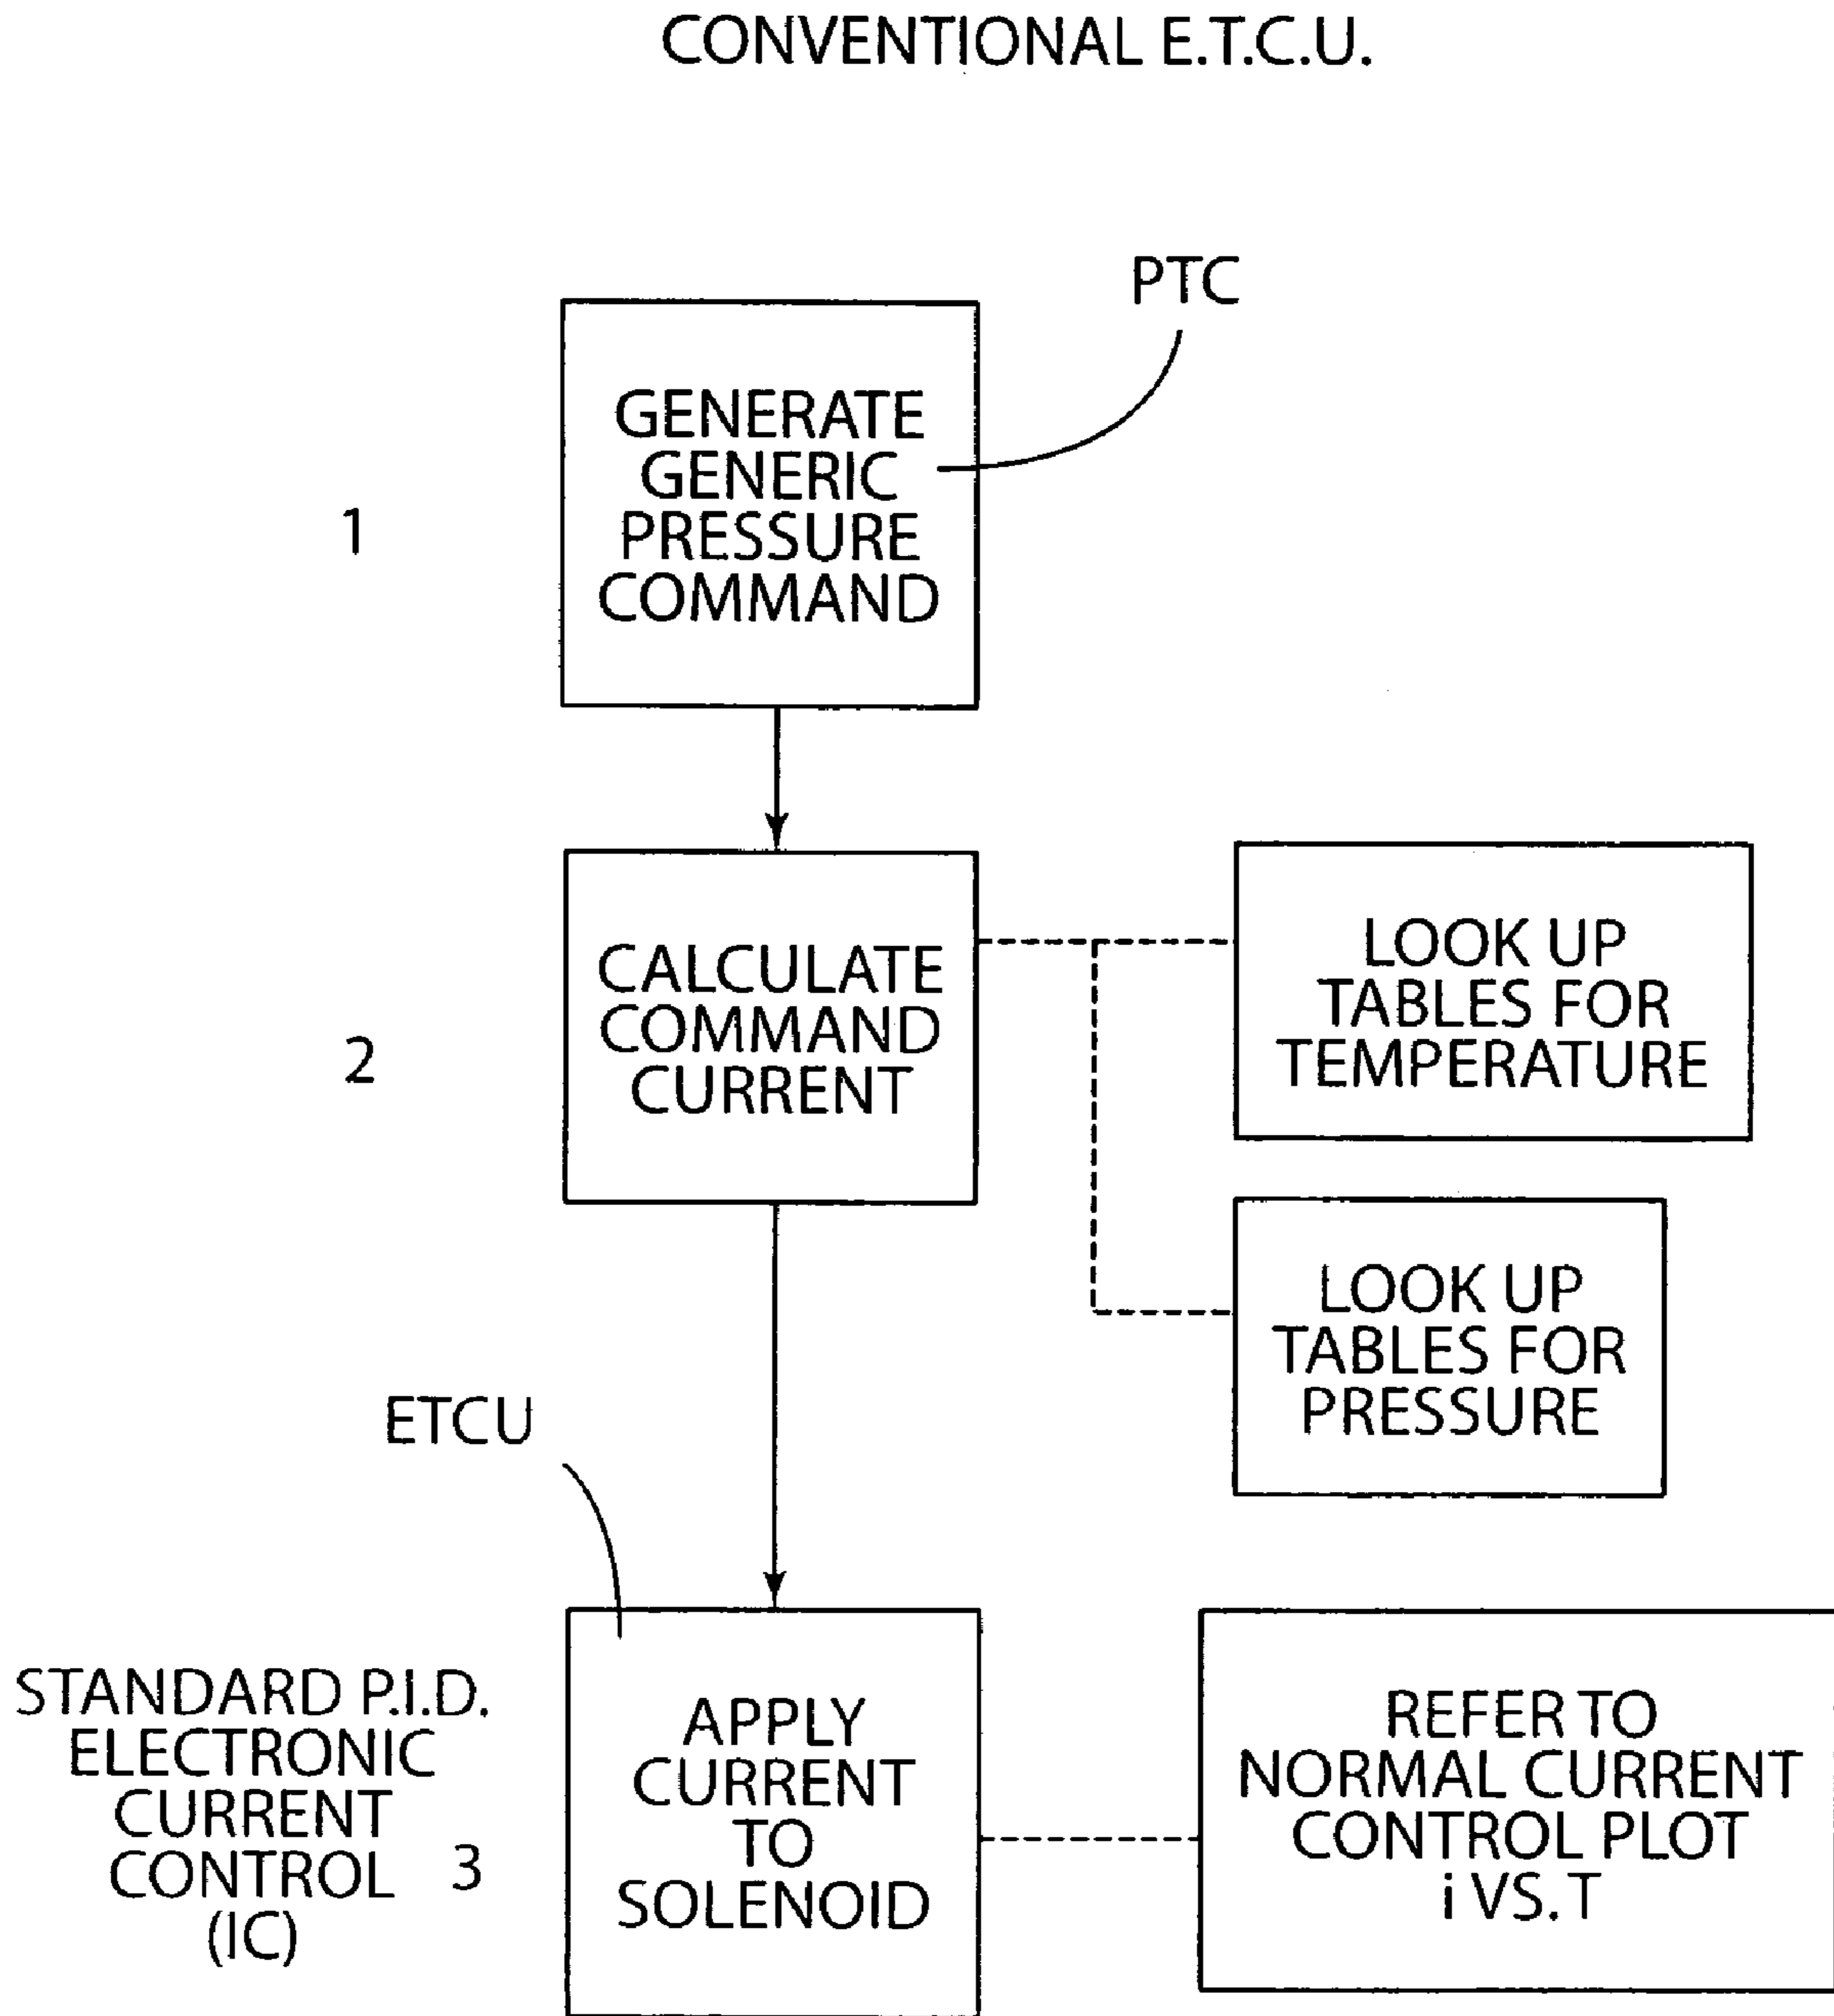 CONVENTIONAL E.T.C.U.
PTC
GENERATE
GENERIC
PRESSURE
COMMAND
1
CALCULATE
COMMAND
CURRENT
2
LOOK UP
TABLES FOR
TEMPERATURE
LOOK UP
TABLES FOR
PRESSURE
ETCU
STANDARD P.I.D.
ELECTRONIC
CURRENT
CONTROL
(IC)
3
APPLY
CURRENT
TO
SOLENOID
REFER TO
NORMAL CURRENT
CONTROL PLOT
i VS. T